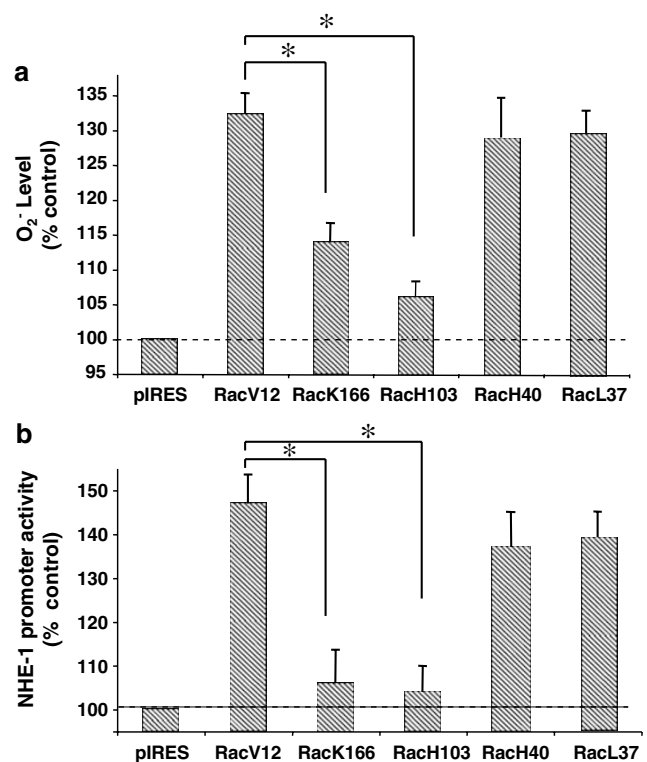 a
*
*
O₂⁻ Level
(% control)
135
130
125
120
115
110
105
100
95
pIRES RacV12 RacK166 RacH103 RacH40 RacL37
b
*
*
NHE-1 promoter activity
(% control)
150
140
130
120
110
100
pIRES RacV12 RacK166 RacH103 RacH40 RacL37